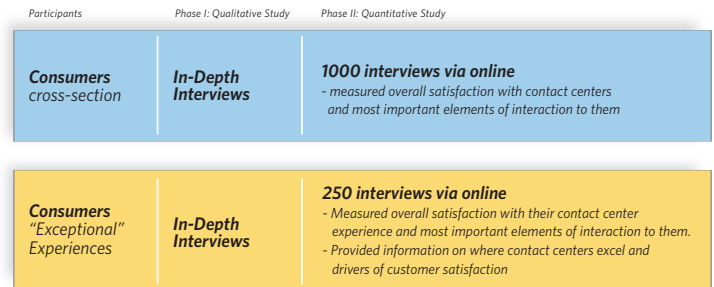 Participants
Phase I: Qualitative Study
Phase II: Quantitative Study
Consumers
cross-section
In-Depth
Interviews
1000 interviews via online
- measured overall satisfaction with contact centers
and most important elements of interaction to them
Consumers
“Exceptional”
Experiences
In-Depth
Interviews
250 interviews via online
- Measured overall satisfaction with their contact center
experience and most important elements of interaction to them.
- Provided information on where contact centers excel and
drivers of customer satisfaction